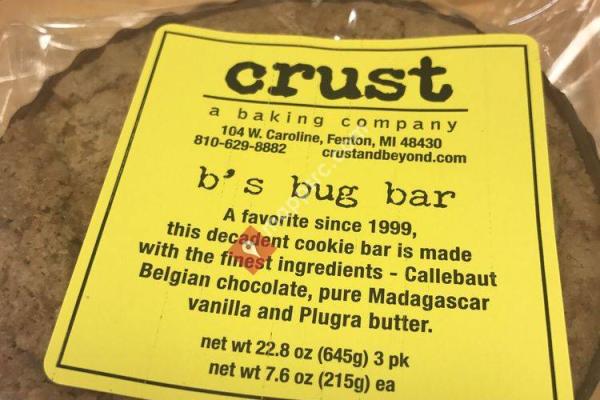 crust
a baking company
104 W. Caroline, Fenton, MI 48430
810-629-8882 crustandbeyond.com
b's bug bar
A favorite since 1999,
this decadent cookie bar is made
with the finest ingredients - Callebaut
Belgian chocolate, pure Madagascar
vanilla and Plugra butter.
net wt 22.8 oz (645g) 3 pk
net wt 7.6 oz (215g) ea